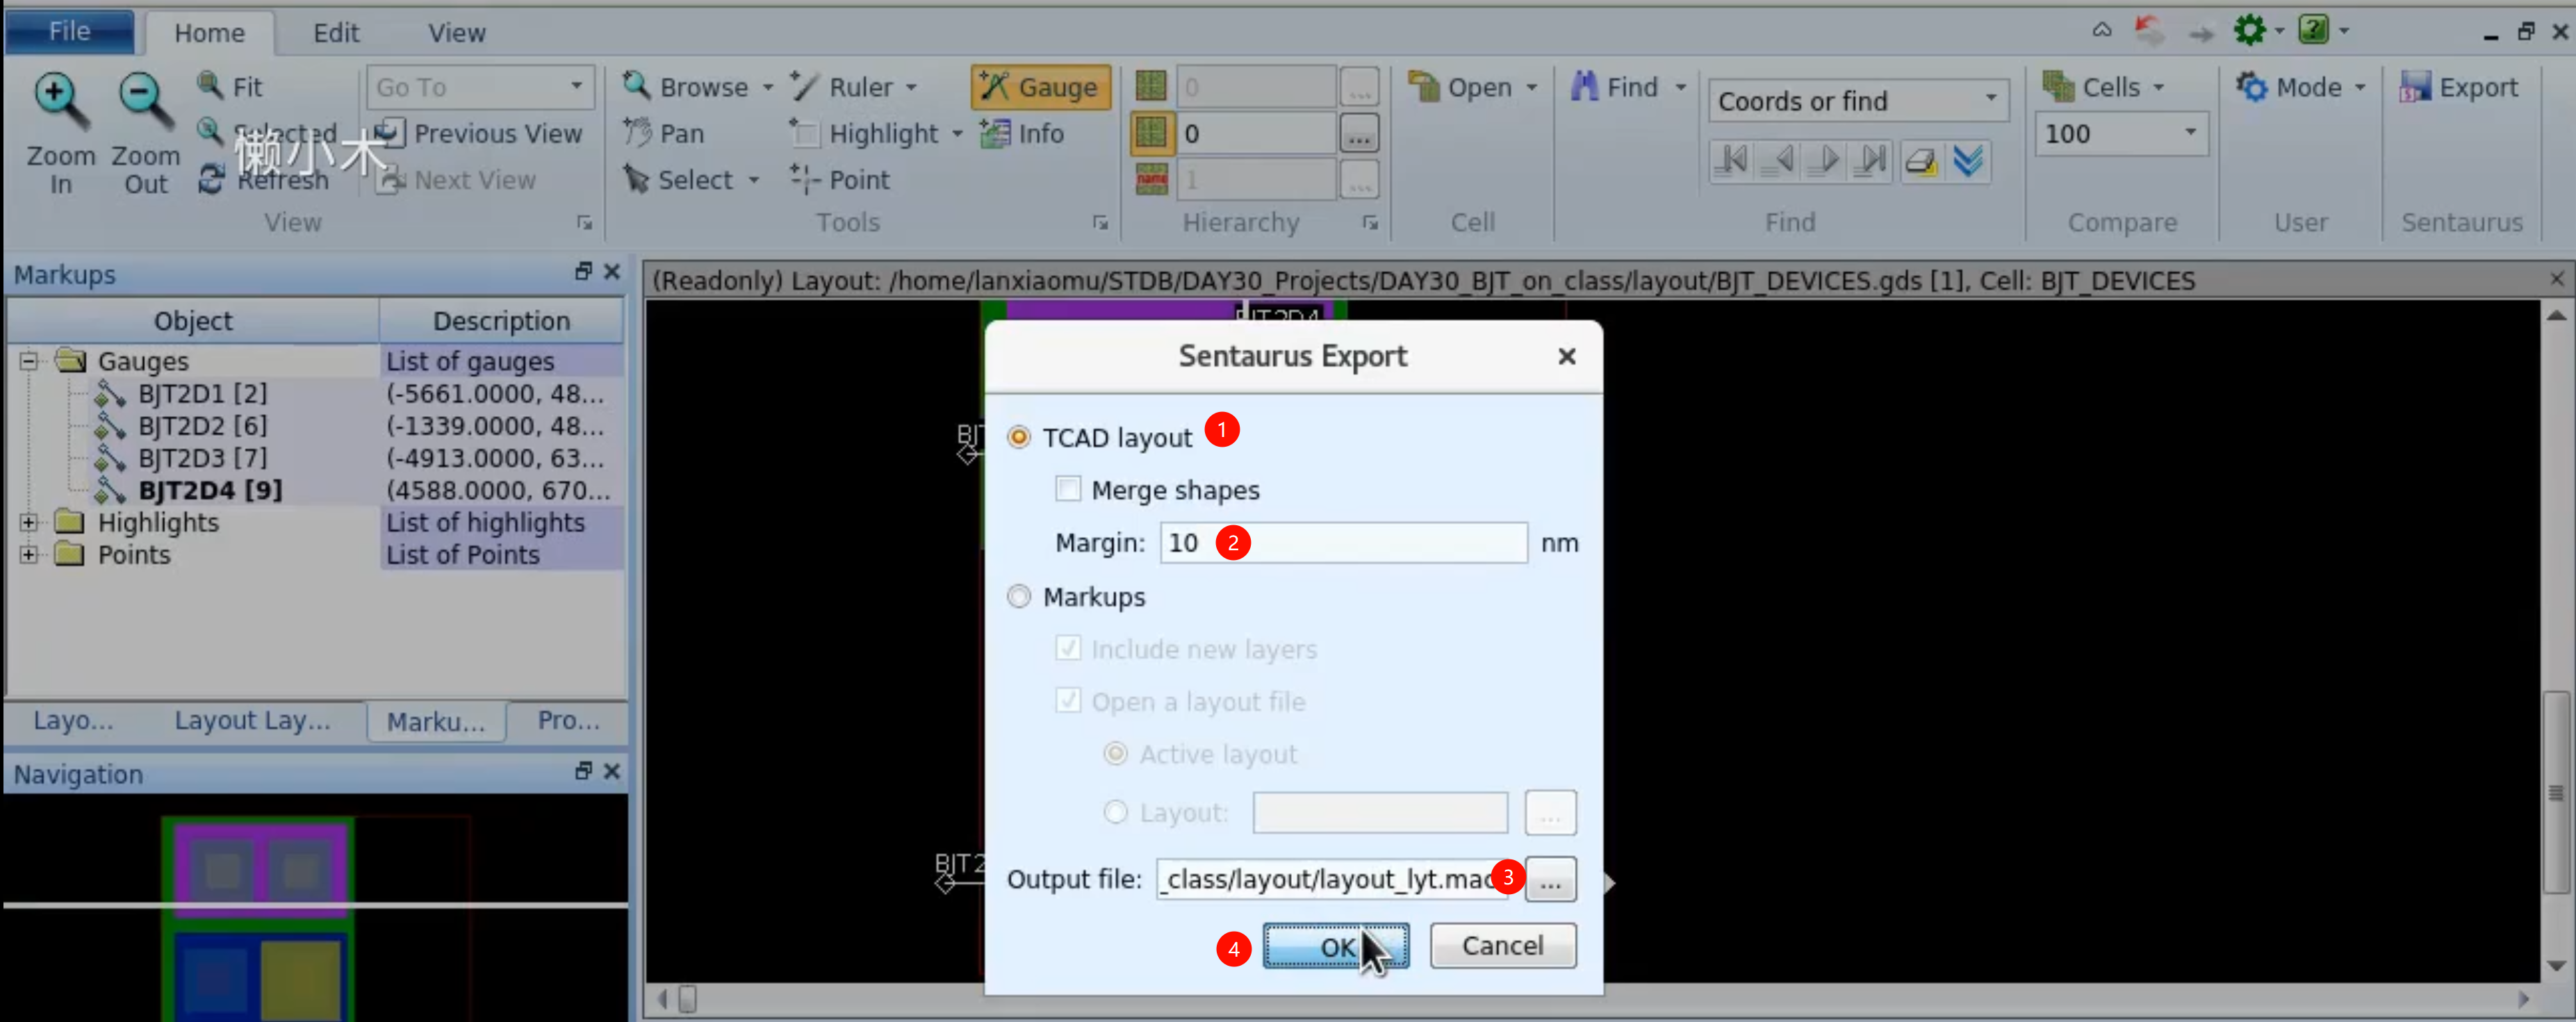 File
Home
Edit
View
Zoom In
Zoom Out
Fit
Selected
Refresh
懒小木
Go To
Previous View
Next View
View
Browse
Pan
Select
Ruler
Highlight
Point
Gauge
Info
Tools
0
0
name
1
Hierarchy
Open
Cell
Find
Coords or find
Find
Cells
100
Compare
Mode
User
Export
Sentaurus
Markups
Object
Description
Gauges
List of gauges
BJT2D1 [2]
(-5661.0000, 48...
BJT2D2 [6]
(-1339.0000, 48...
BJT2D3 [7]
(-4913.0000, 63...
BJT2D4 [9]
(4588.0000, 670...
Highlights
List of highlights
Points
List of Points
Layo...
Layout Lay...
Marku...
Pro...
Navigation
(Readonly) Layout: /home/lanxiaomu/STDB/DAY30_Projects/DAY30_BJT_on_class/layout/BJT_DEVICES.gds [1], Cell: BJT_DEVICES
BJT2D4
BJT
BJT2
Sentaurus Export
TCAD layout
1
Merge shapes
Margin: 10 nm
2
Markups
Include new layers
Open a layout file
Active layout
Layout:
...
Output file: _class/layout/layout_lyt.mac
3
...
4
OK
Cancel